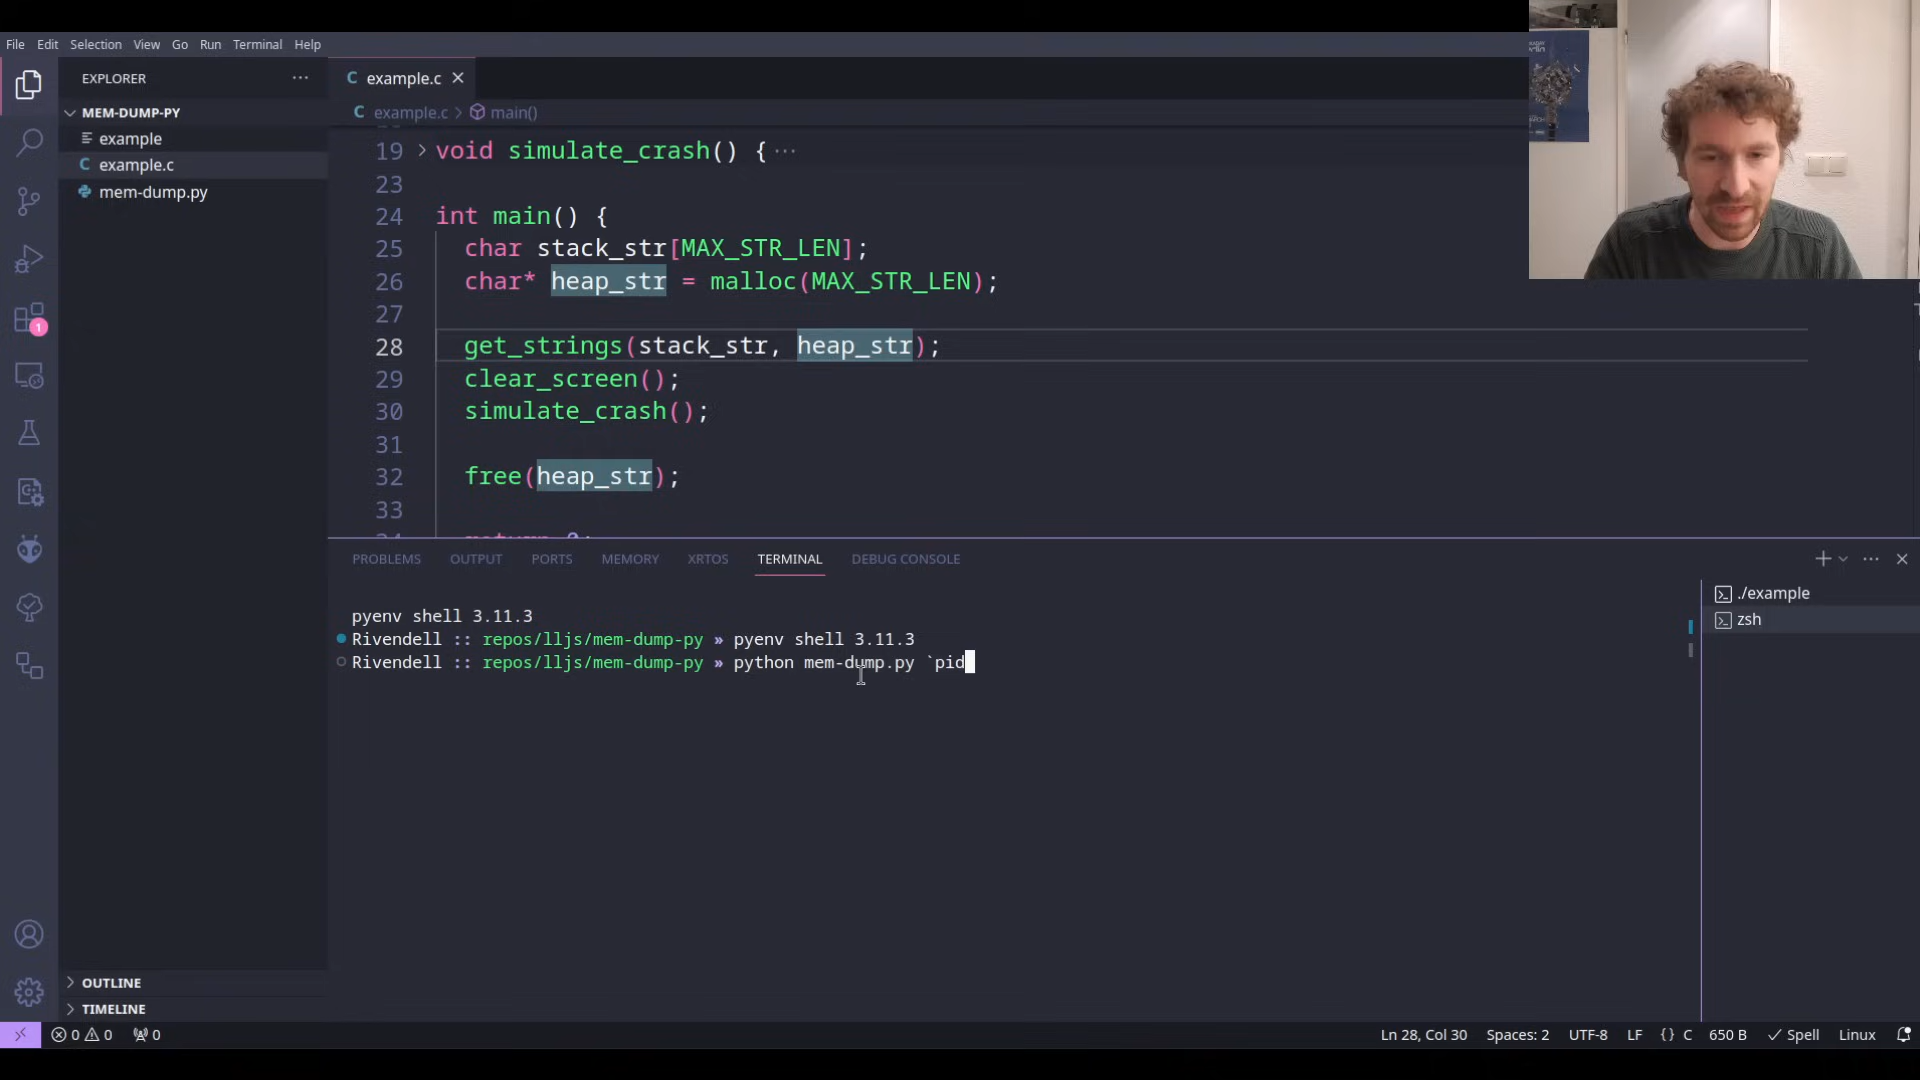 File Edit Selection View Go Run Terminal Help
EXPLORER
MEM-DUMP-PY
example
example.c
mem-dump.py
OUTLINE
TIMELINE
1
example.c
example.c > main()
19 void simulate_crash() { ···
23
24 int main() {
25 char stack_str[MAX_STR_LEN];
26 char* heap_str = malloc(MAX_STR_LEN);
27
28 get_strings(stack_str, heap_str);
29 clear_screen();
30 simulate_crash();
31
32 free(heap_str);
33
PROBLEMS OUTPUT PORTS MEMORY XRTOS TERMINAL DEBUG CONSOLE
pyenv shell 3.11.3
Rivendell :: repos/lljs/mem-dump-py » pyenv shell 3.11.3
Rivendell :: repos/lljs/mem-dump-py » python mem-dump.py `pid
./example
zsh
0 0 0 Ln 28, Col 30 Spaces: 2 UTF-8 LF {} C 650 B Spell Linux